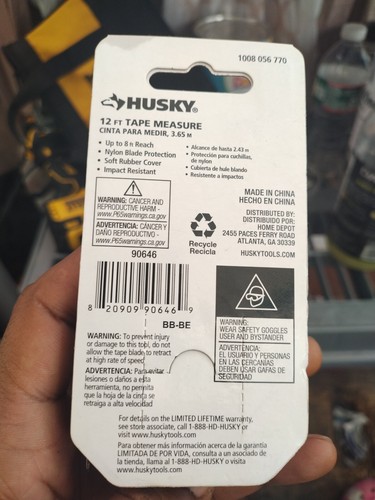 1008 056 770
HUSKY®
12 FT TAPE MEASURE
CINTA PARA MEDIR, 3.65 M
• Up to 8 ft Reach
• Nylon Blade Protection
• Soft Rubber Cover
• Impact Resistant
• Alcance de hasta 2.43 m
• Protección para cuchillas,
de nylon
• Cubierta de hule blando
• Resistente a impactos
WARNING: CANCER AND
REPRODUCTIVE HARM -
www.P65warnings.ca.gov
ADVERTENCIA: CÁNCER Y
DAÑO REPRODUCTIVO -
www.P65warnings.ca.gov
Recycle
Recicla
MADE IN CHINA
HECHO EN CHINA
DISTRIBUTED BY:
DISTRIBUIDO POR:
HOME DEPOT
2455 PACES FERRY ROAD
ATLANTA, GA 30339
HUSKYTOOLS.COM
90646
8 20909 90646 9
BB-BE
WARNING:
WEAR SAFETY GOGGLES
USER AND BYSTANDER
ADVERTENCIA:
EL USUARIO Y PERSONAS
EN LAS CERCANÍAS
DEBEN USAR GAFAS DE
SEGURIDAD
WARNING: To prevent injury
or damage to this tool, do not
allow the tape blade to retract
at high rate of speed
ADVERTENCIA: Para evitar
lesiones o daños a esta
herramienta, no permita
que la hoja de la cinta se
retraiga a alta velocidad
For details on the LIMITED LIFETIME warranty,
see store associate, call 1-888-HD-HUSKY or
visit www.huskytools.com
Para obtener más información acerca de la garantía
LIMITADA DE POR VIDA, consulta a un asociado de
la tienda, llama al 1-888-HD-HUSKY o visita
www.huskytools.com